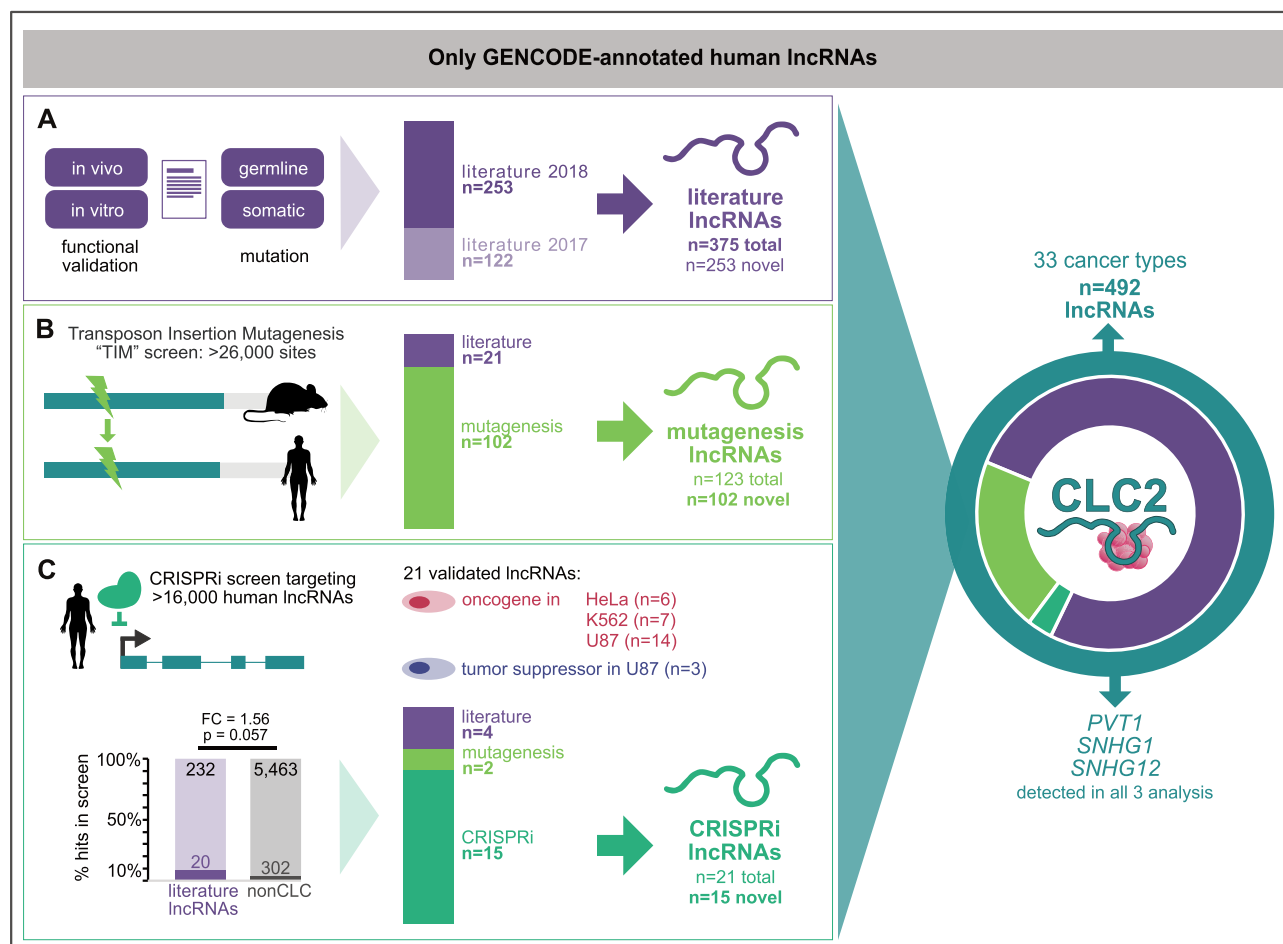 Only GENCODE-annotated human lncRNAs
A
in vivo
in vitro
functional
validation
germline
somatic
mutation
literature 2018
n=253
literature 2017
n=122
literature
lncRNAs
n=375 total
n=253 novel
B
Transposon Insertion Mutagenesis
“TIM” screen: >26,000 sites
literature
n=21
mutagenesis
n=102
mutagenesis
lncRNAs
n=123 total
n=102 novel
C
CRISPRi screen targeting
>16,000 human lncRNAs
21 validated lncRNAs:
oncogene in
HeLa (n=6)
K562 (n=7)
U87 (n=14)
tumor suppressor in U87 (n=3)
FC = 1.56
p = 0.057
% hits in screen
100%
50%
10%
232
5,463
20
302
literature
lncRNAs
nonCLC
literature
n=4
mutagenesis
n=2
CRISPRi
n=15
CRISPRi
lncRNAs
n=21 total
n=15 novel
33 cancer types
n=492
lncRNAs
CLC2
PVT1
SNHG1
SNHG12
detected in all 3 analysis